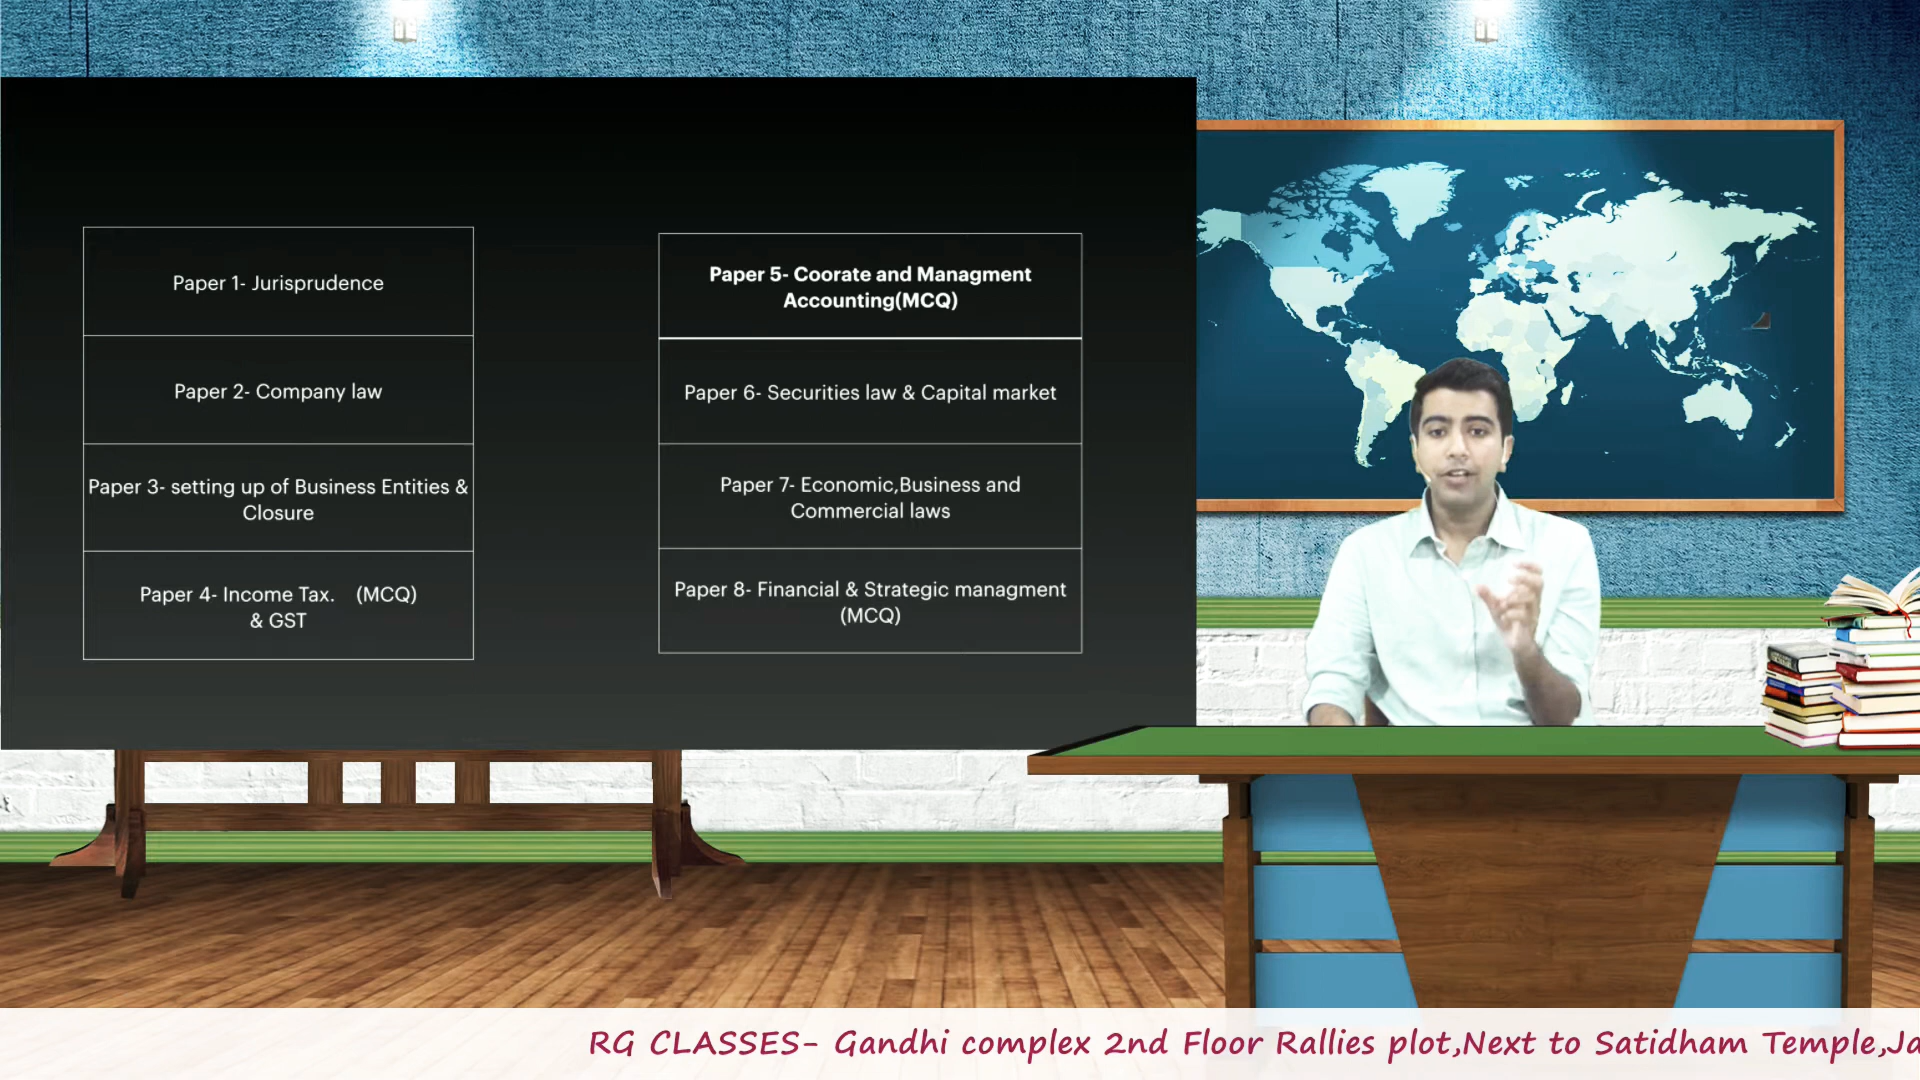 Paper 1- Jurisprudence
Paper 2- Company law
Paper 3- setting up of Business Entities &
Closure
Paper 4- Income Tax. (MCQ)
& GST
Paper 5- Coorate and Managment
Accounting(MCQ)
Paper 6- Securities law & Capital market
Paper 7- Economic,Business and
Commercial laws
Paper 8- Financial & Strategic managment
(MCQ)
RG CLASSES- Gandhi complex 2nd Floor Rallies plot,Next to Satidham Temple,